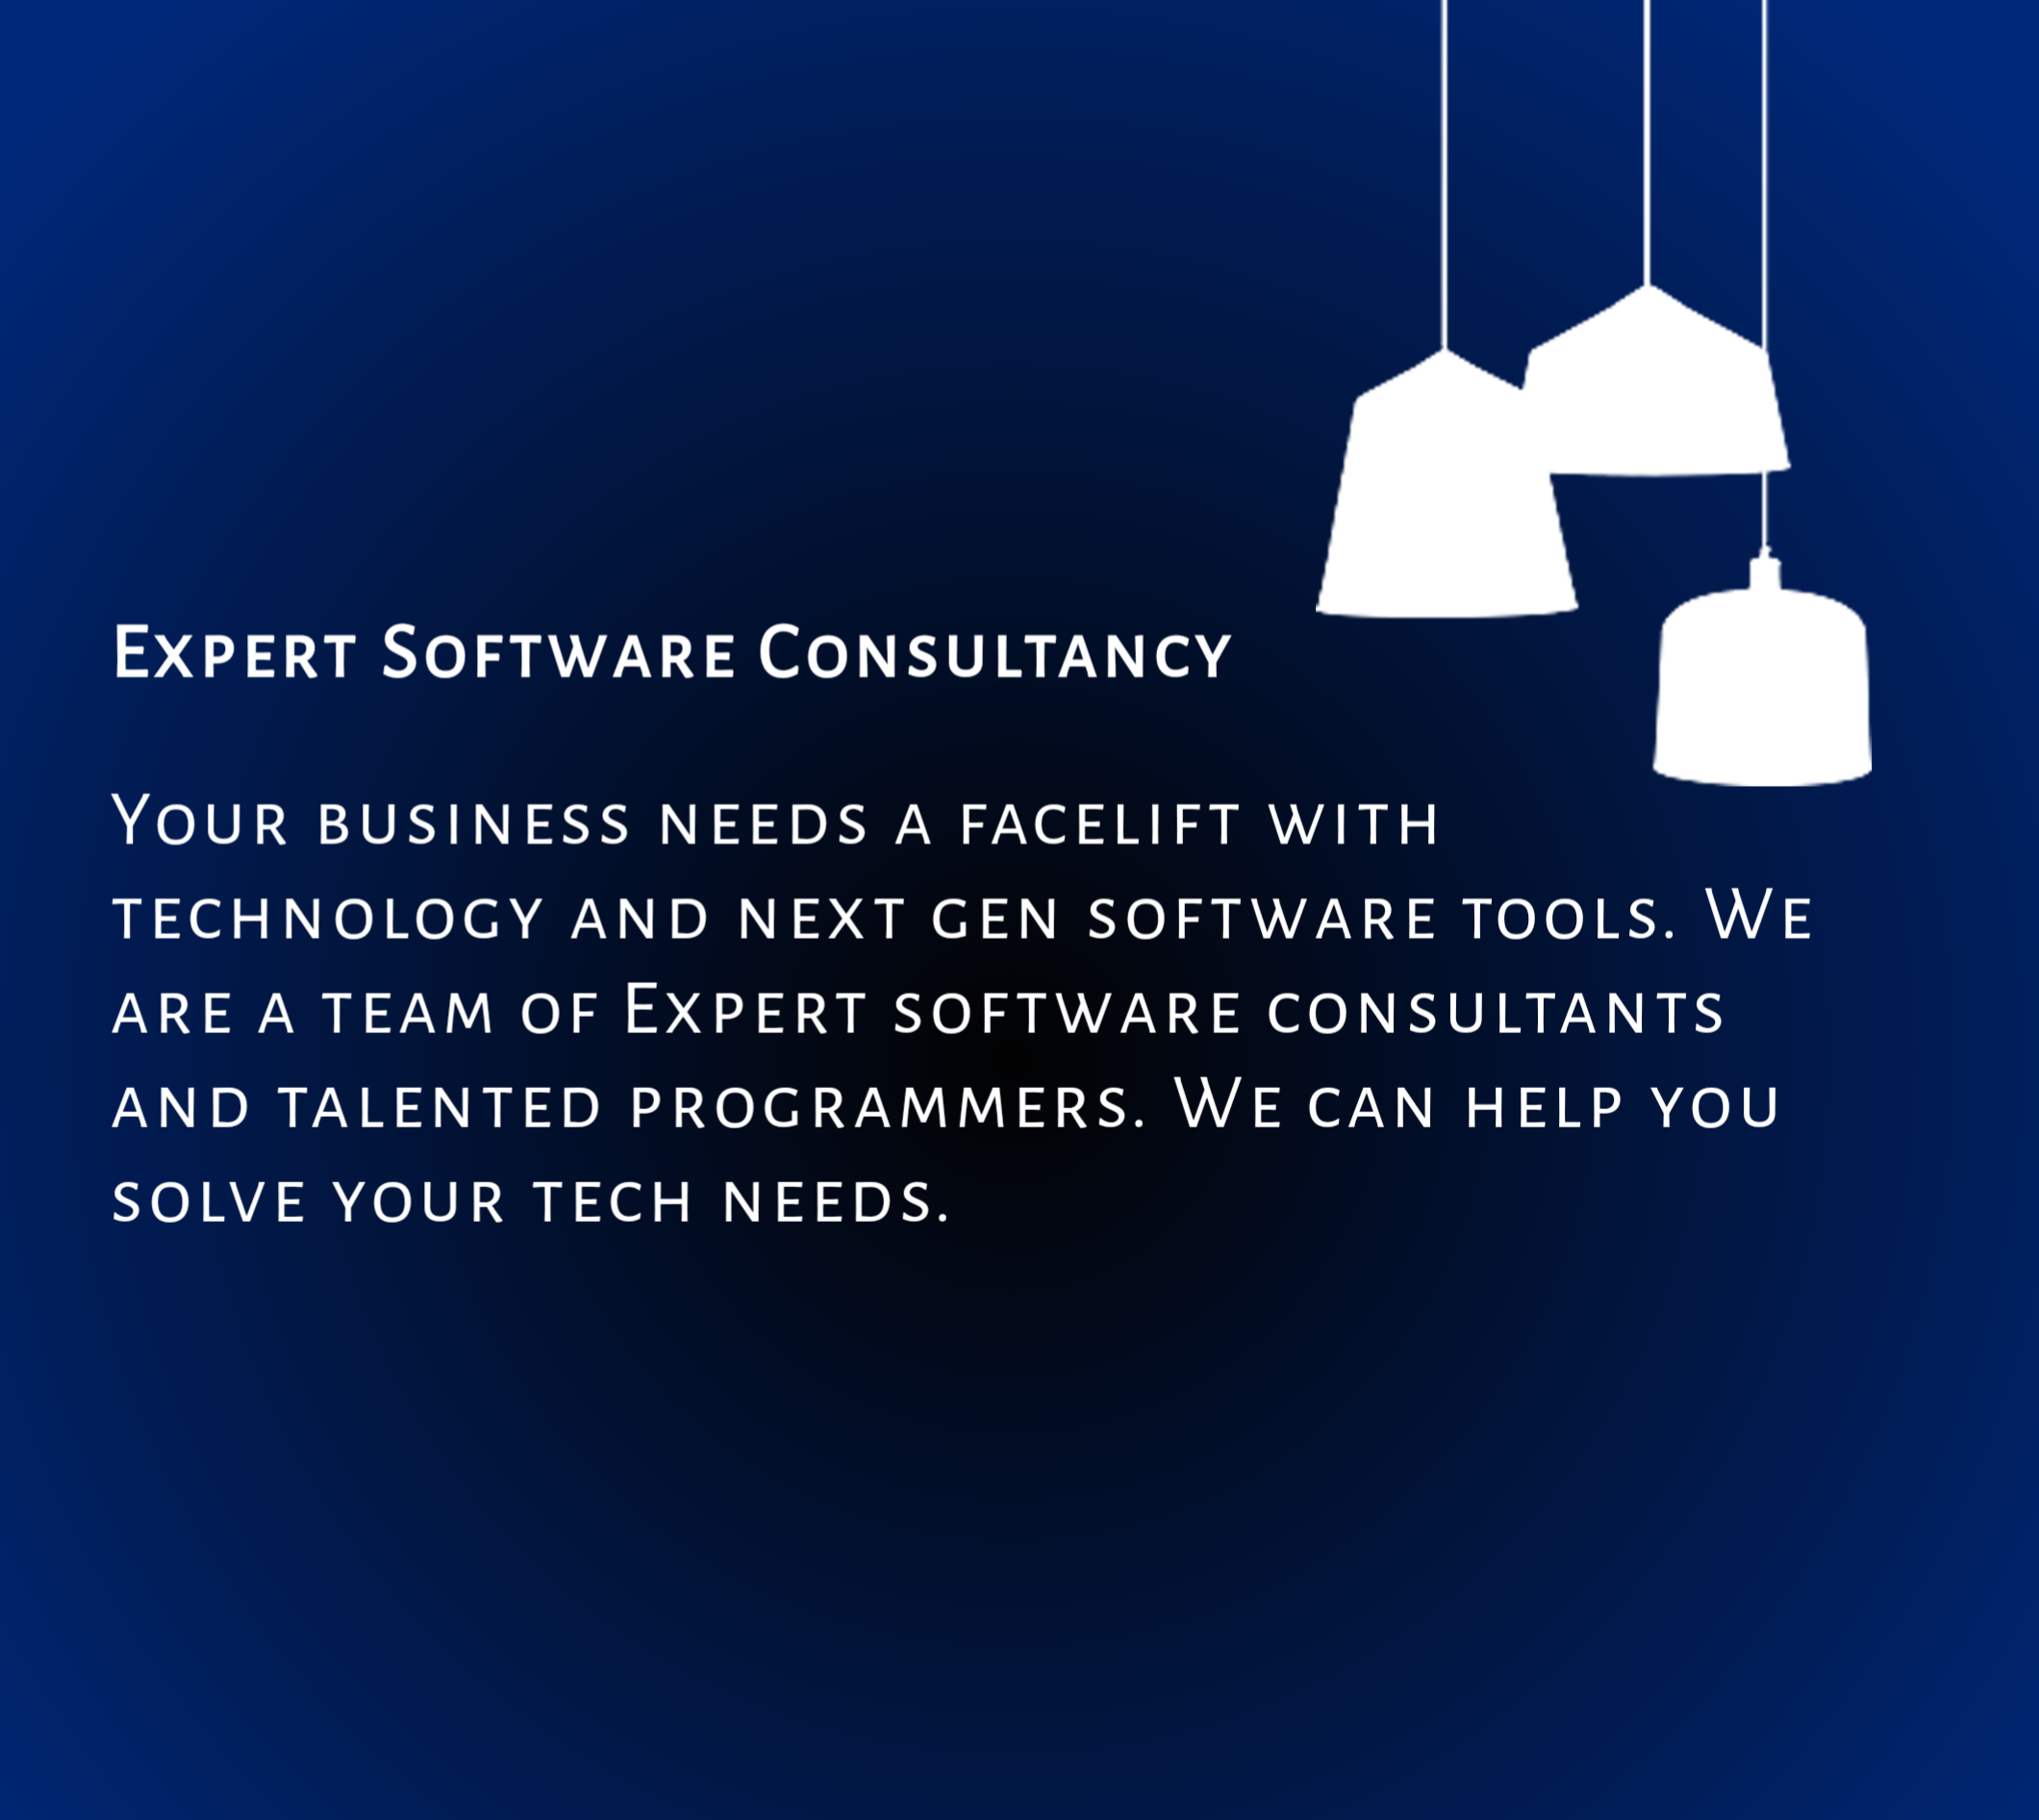 Expert Software Consultancy
Your business needs a facelift with
technology and next gen software tools. We
are a team of Expert software consultants
and talented programmers. We can help you
solve your tech needs.